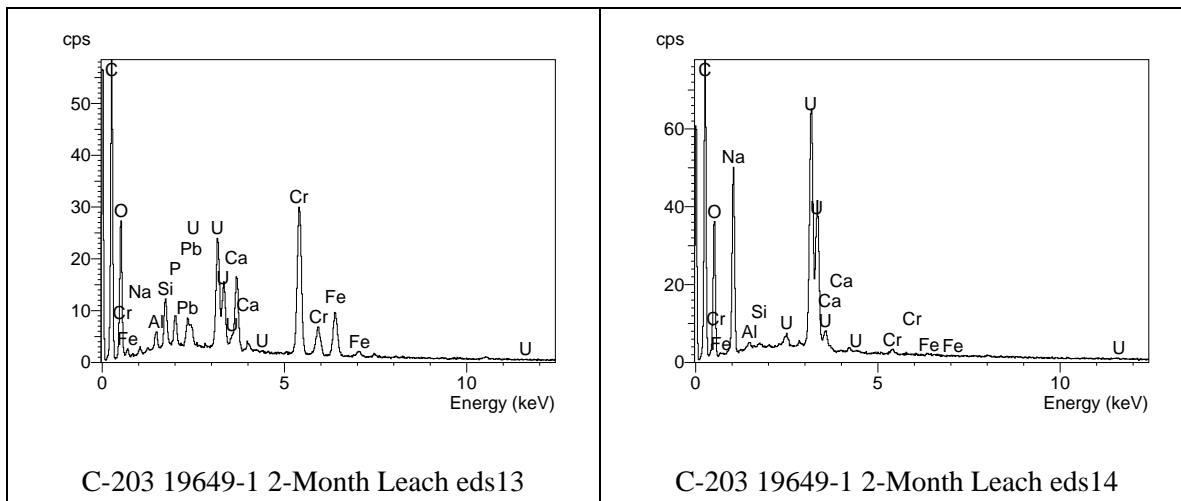 cps
C
50
40
30
20
10
0
O
Cr
Fe
Na
Al
Si
P
Pb
U
Pb
U
U
U
Ca
Ca
U
Cr
Cr
Fe
Fe
U
0
5
10
Energy (keV)
C-203 19649-1 2-Month Leach eds13
cps
C
60
40
20
0
O
Cr
Fe
Na
Al
Si
U
U
U
U
Ca
Ca
U
Cr
Cr
Fe Fe
U
0
5
10
Energy (keV)
C-203 19649-1 2-Month Leach eds14